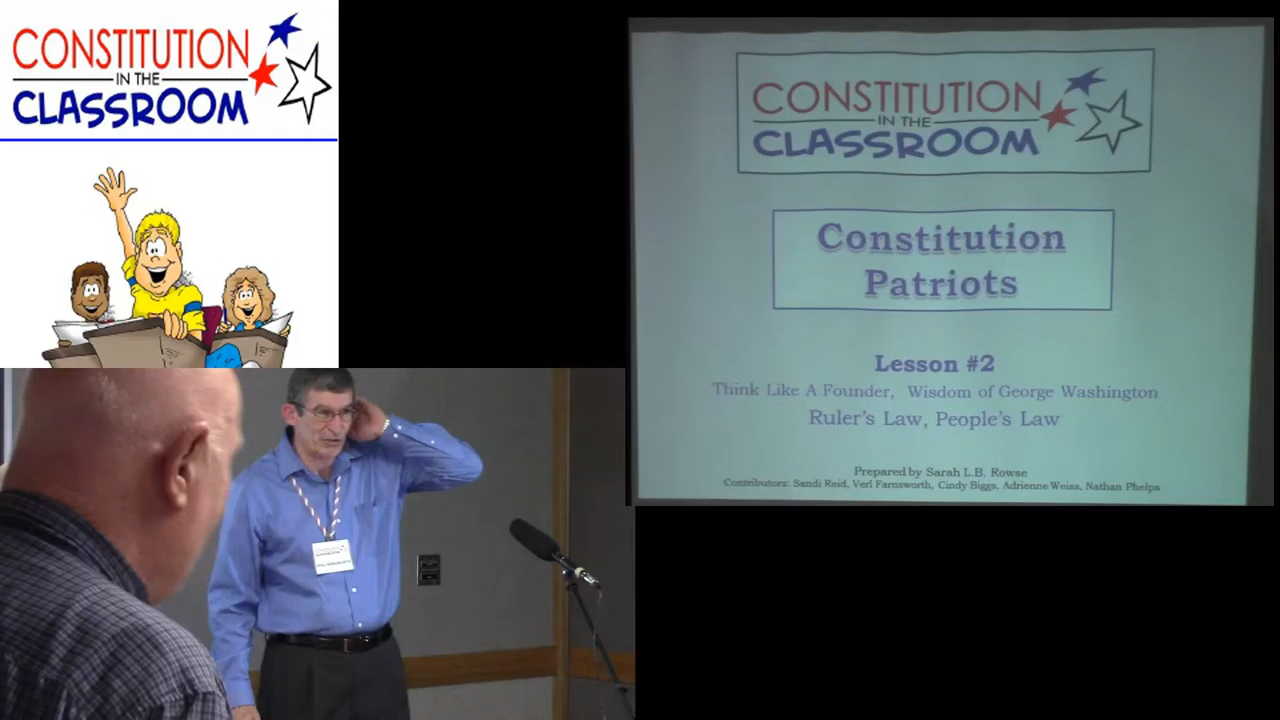 CONSTITUTION
IN THE
CLASSROOM
CONSTITUTION
IN THE
CLASSROOM
Constitution
Patriots
Lesson #2
Think Like A Founder, Wisdom of George Washington
Ruler's Law, People's Law
Prepared by Sarah L.B. Rowse
Contributors: Sandi Reid, Verl Farnsworth, Cindy Biggs, Adrienne Weiss, Nathan Phelps